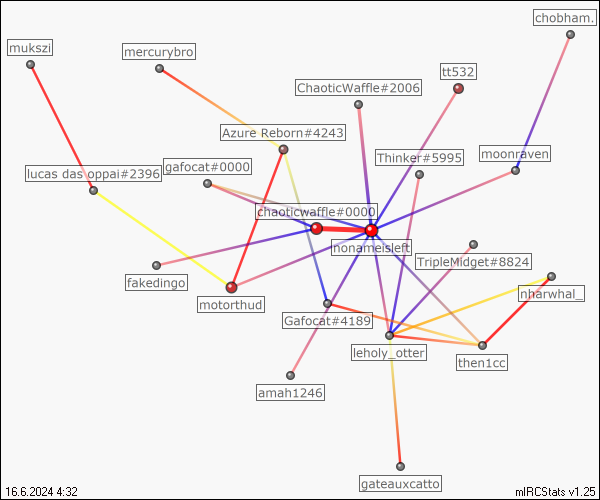 chobham.
mukszi
mercurybro
tt532
ChaoticWaffle#2006
Azure Reborn#4243
Thinker#5995
moonraven
gafocat#0000
lucas das oppai#2396
chaoticwaffle#0000
nonameisleft
TripleMidget#8824
fakedingo
nharwhal_
motorthud
Gafocat#4189
leholy_otter
then1cc
amah1246
gateauxcatto
16.6.2024 4:32
mIRCStats v1.25